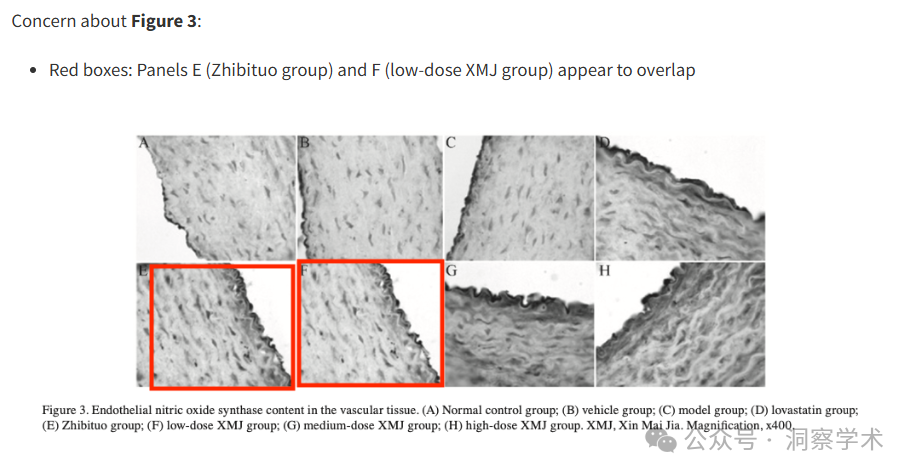 Concern about Figure 3:
• Red boxes: Panels E (Zhibituo group) and F (low-dose XMJ group) appear to overlap
A B C D
E F G H
Figure 3. Endothelial nitric oxide synthase content in the vascular tissue. (A) Normal control group; (B) vehicle group; (C) model group; (D) lovastatin group;
(E) Zhibituo group; (F) low-dose XMJ group; (G) medium-dose XMJ group; (H) high-dose XMJ group. XMJ, Xin Mai Jia. Magnification, x400.
公众号 · 洞察学术